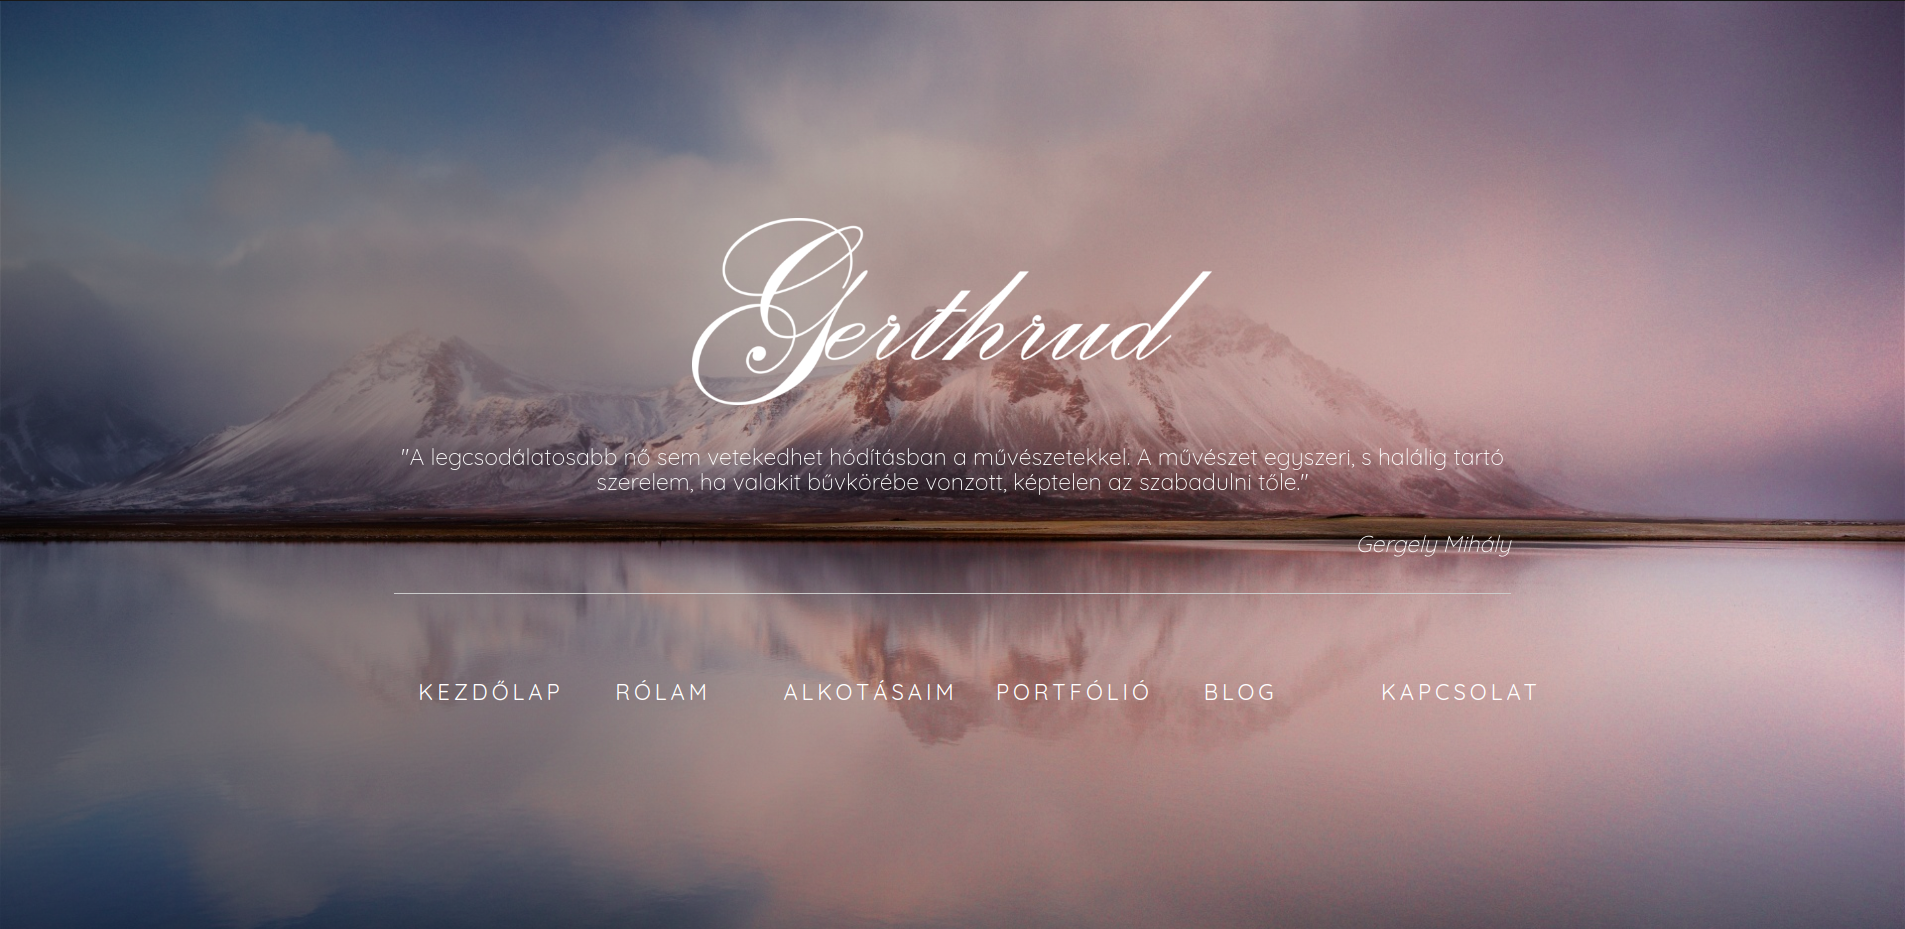 Gerthrud
"A legcsodálatosabb nő sem vetekedhet hódításban a művészetekkel. A művészet egyszeri, s halálig tartó
szerelem, ha valakit bűvkörébe vonzott, képtelen az szabadulni tőle."
Gergely Mihály
KEZDŐLAP RÓLAM ALKOTÁSAIM PORTFÓLIÓ BLOG KAPCSOLAT